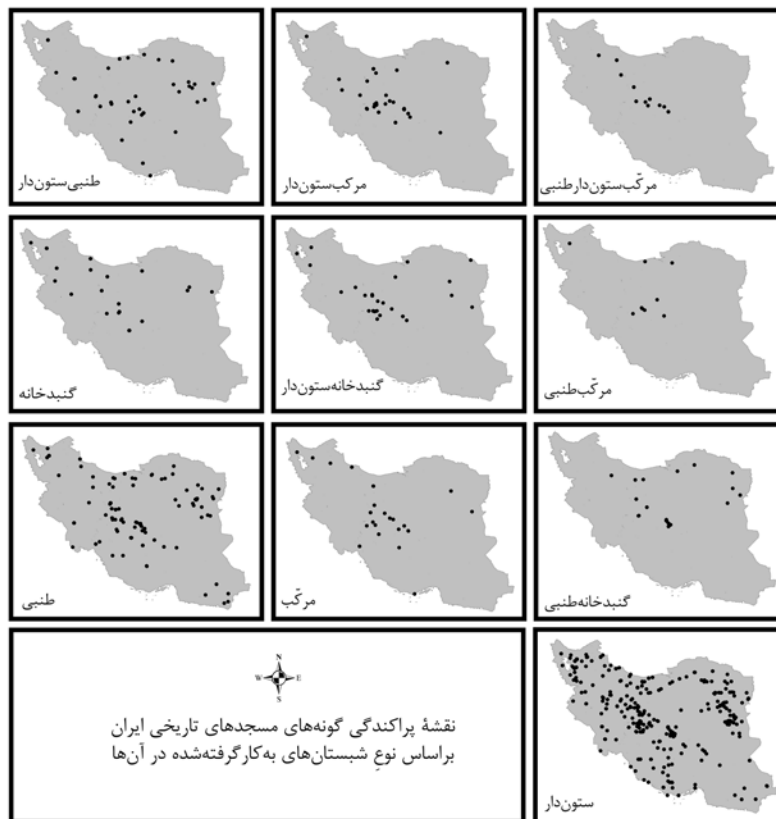 طنبی‌ستون‌دار
مرکب‌ستون‌دار
مرکّب‌ستون‌دارطنبی
گنبدخانه
گنبدخانه‌ستون‌دار
مرکّب‌طنبی
طنبی
مرکّب
گنبدخانه‌طنبی
N
W E
S
نقشهٔ پراکندگی گونه‌های مسجدهای تاریخی ایران
براساس نوعِ شبستان‌های به‌کارگرفته‌شده در آن‌ها
ستون‌دار